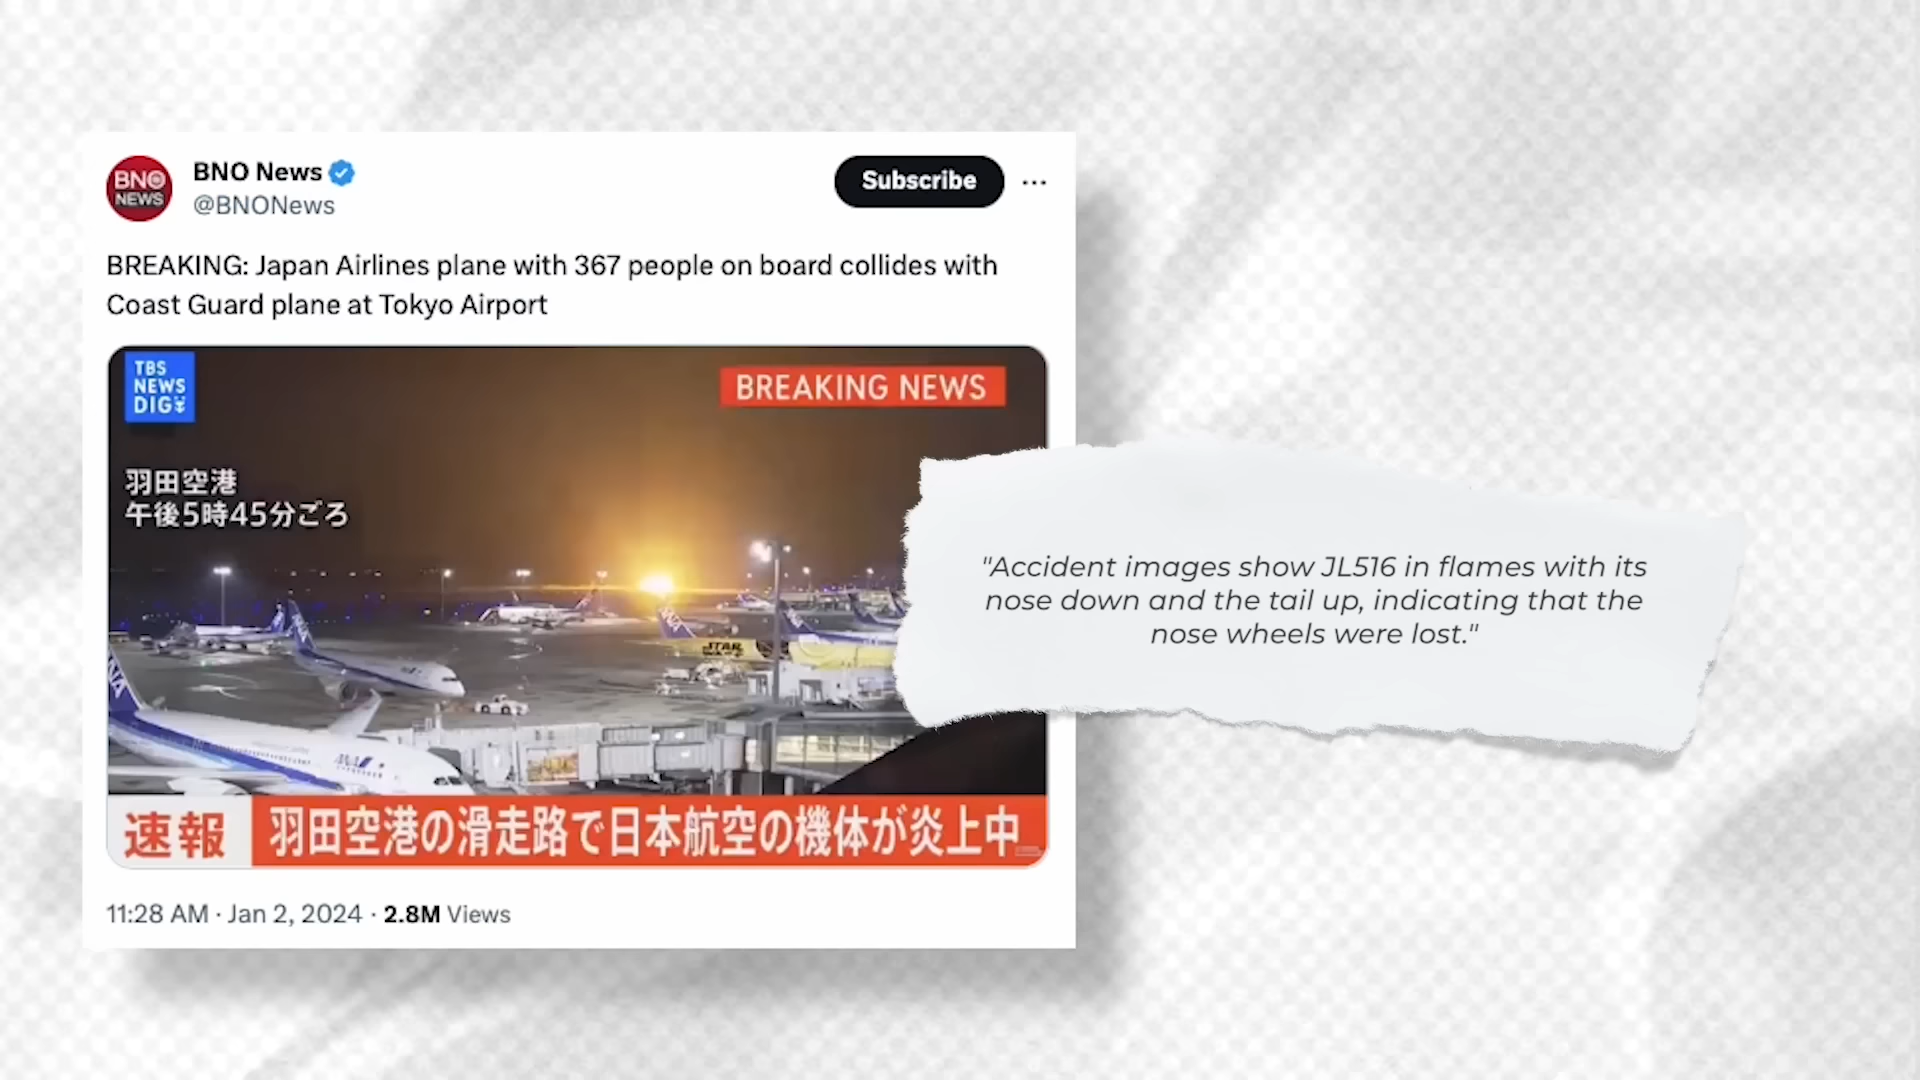 BNO
NEWS
BNO News
@BNONews
Subscribe
BREAKING: Japan Airlines plane with 367 people on board collides with
Coast Guard plane at Tokyo Airport
TBS
NEWS
DIG
BREAKING NEWS
羽田空港
午後5時45分ごろ
STAR
WARS
ANA
ANA
速報
羽田空港の滑走路で日本航空の機体が炎上中
11:28 AM · Jan 2, 2024 · 2.8M Views
"Accident images show JL516 in flames with its
nose down and the tail up, indicating that the
nose wheels were lost."